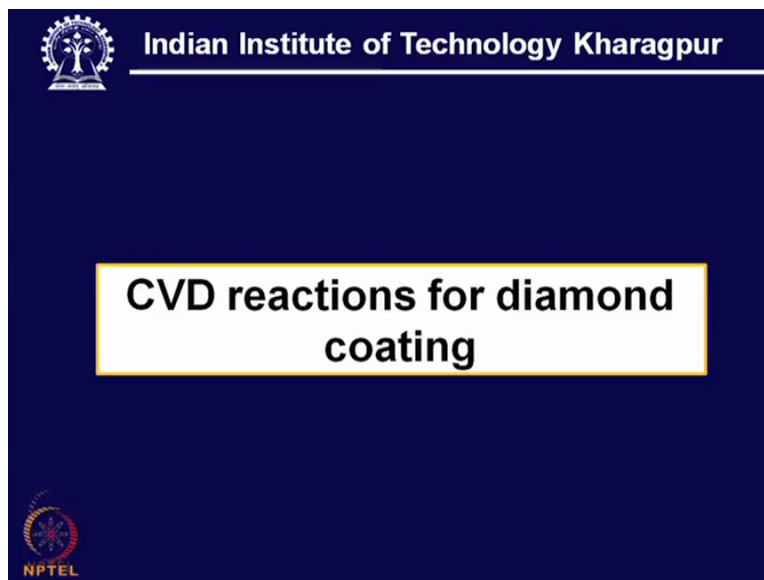 Indian Institute of Technology Kharagpur
CVD reactions for diamond
coating
NPTEL